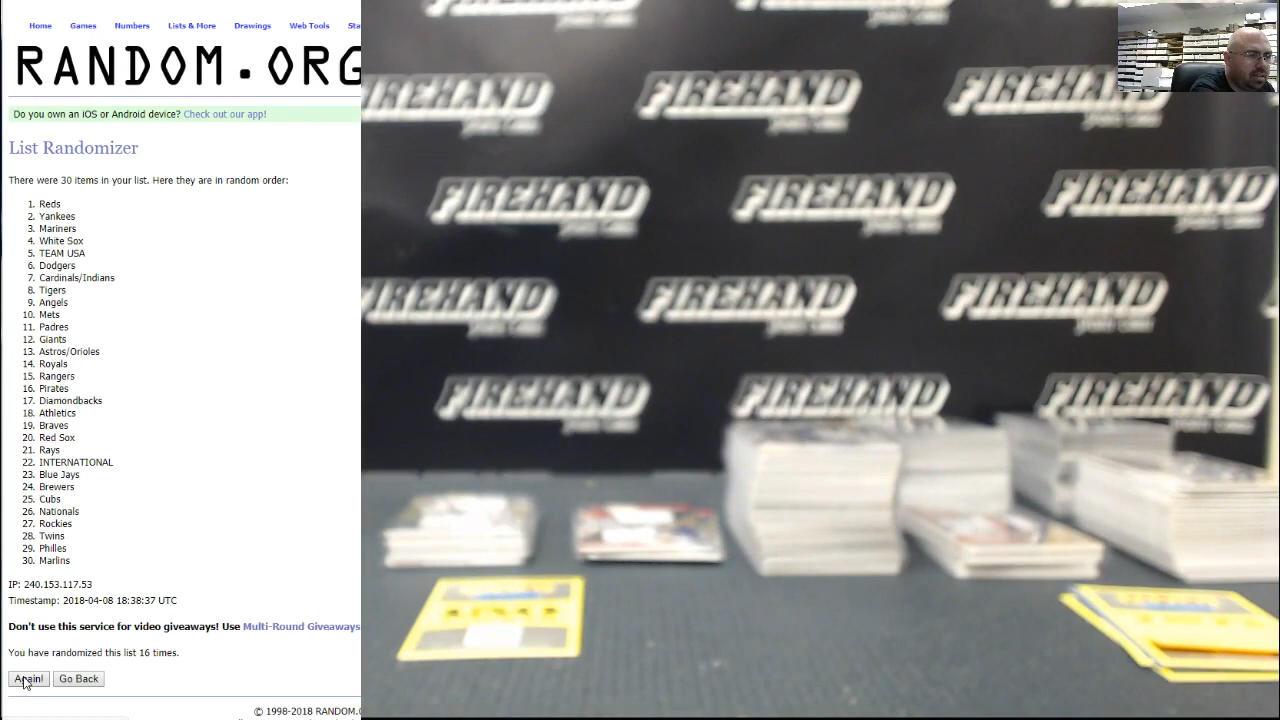 Home Games Numbers Lists & More Drawings Web Tools Sta
RANDOM.ORG
Do you own an iOS or Android device? Check out our app!
List Randomizer
There were 30 items in your list. Here they are in random order:
1. Reds
2. Yankees
3. Mariners
4. White Sox
5. TEAM USA
6. Dodgers
7. Cardinals/Indians
8. Tigers
9. Angels
10. Mets
11. Padres
12. Giants
13. Astros/Orioles
14. Royals
15. Rangers
16. Pirates
17. Diamondbacks
18. Athletics
19. Braves
20. Red Sox
21. Rays
22. INTERNATIONAL
23. Blue Jays
24. Brewers
25. Cubs
26. Nationals
27. Rockies
28. Twins
29. Philles
30. Marlins
IP: 240.153.117.53
Timestamp: 2018-04-08 18:38:37 UTC
Don't use this service for video giveaways! Use Multi-Round Giveaways
You have randomized this list 16 times.
Again! Go Back
© 1998-2018 RANDOM.O
FIREHAND FIREHAND FIREHAND
FIREHAND FIREHAND FIREHAND
FIREHAND FIREHAND FIREHAND
FIREHAND FIREHAND FIREHAND